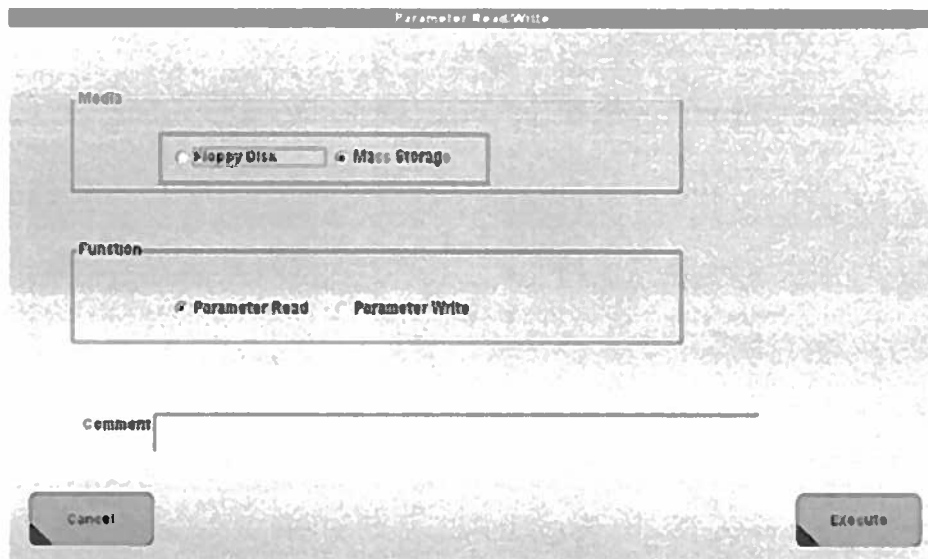 Parameter Read/Write
Media
Floppy Disk Mass Storage
Function
Parameter Read Parameter Write
Comment
Cancel Execute